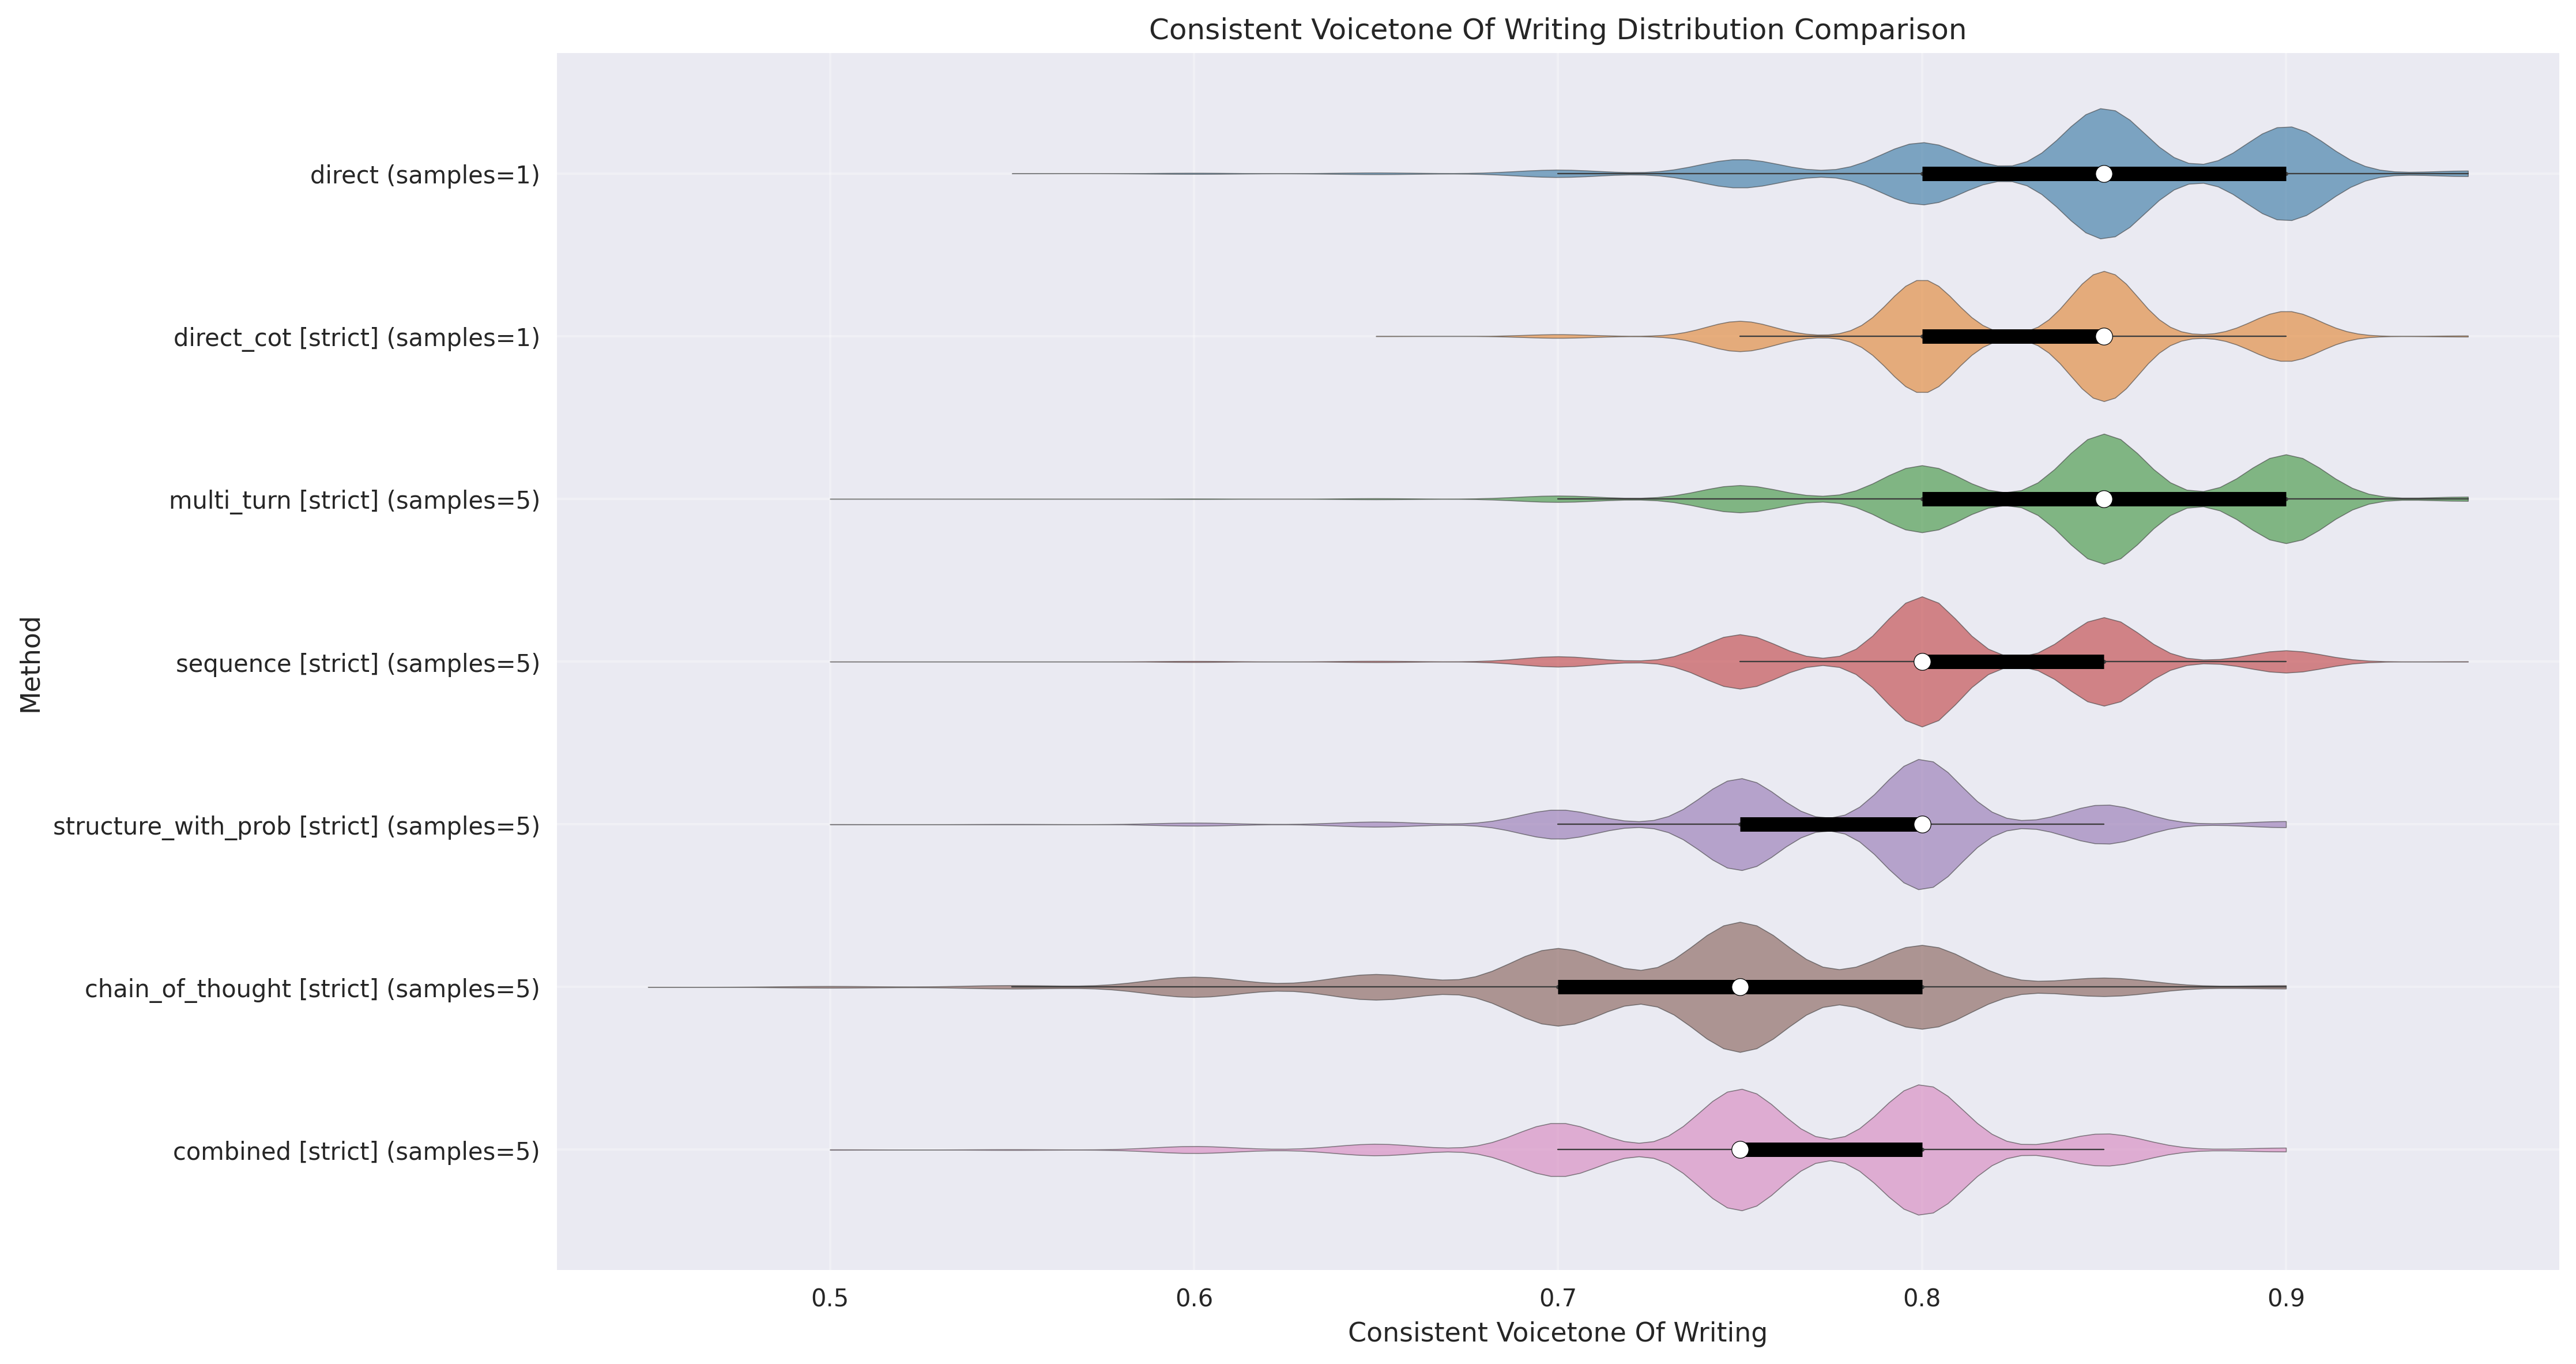 Consistent Voicetone Of Writing Distribution Comparison
direct (samples=1)
direct_cot [strict] (samples=1)
multi_turn [strict] (samples=5)
sequence [strict] (samples=5)
structure_with_prob [strict] (samples=5)
chain_of_thought [strict] (samples=5)
combined [strict] (samples=5)
Method
0.5 0.6 0.7 0.8 0.9
Consistent Voicetone Of Writing